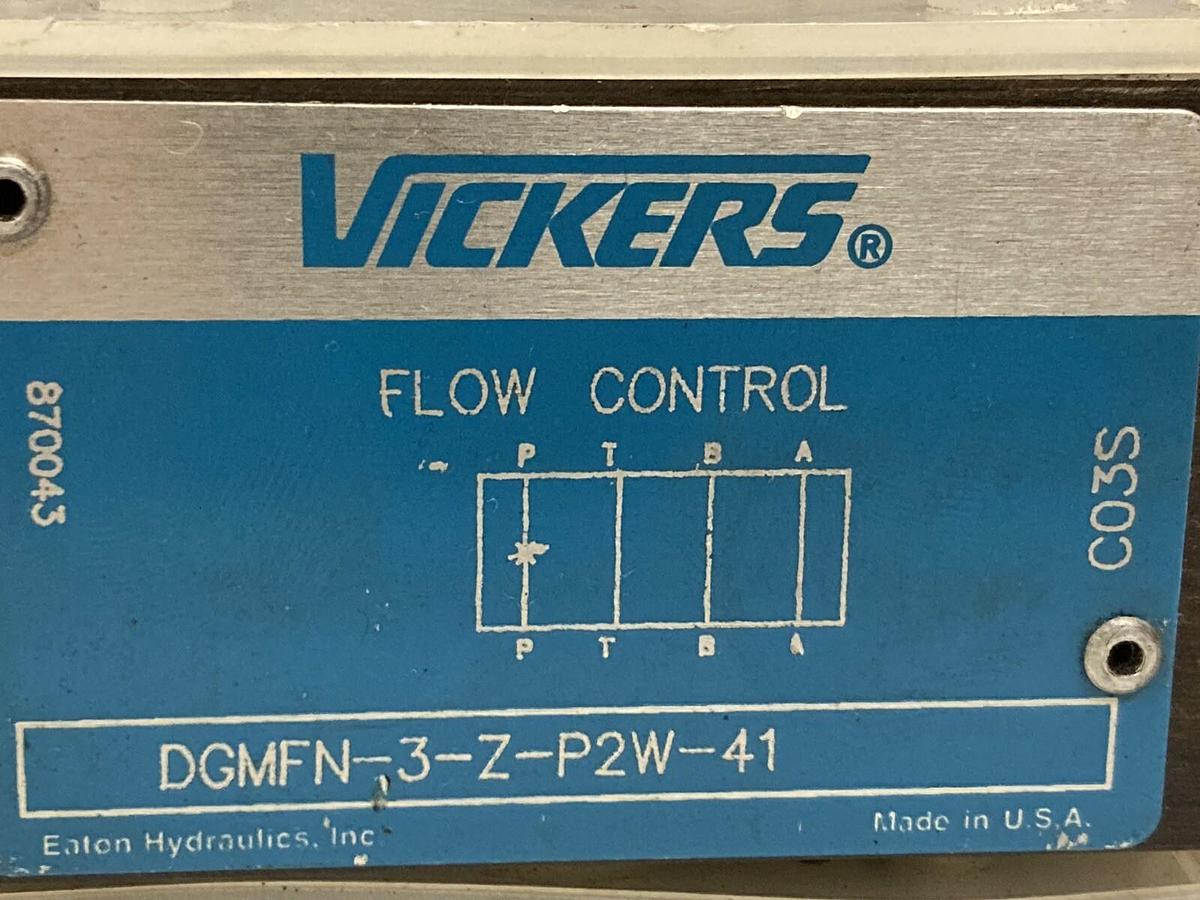 VICKERS®
FLOW CONTROL
870043
P T B A
C03S
P T B A
DGMFN-3-Z-P2W-41
Eaton Hydraulics, Inc
Made in U.S.A.